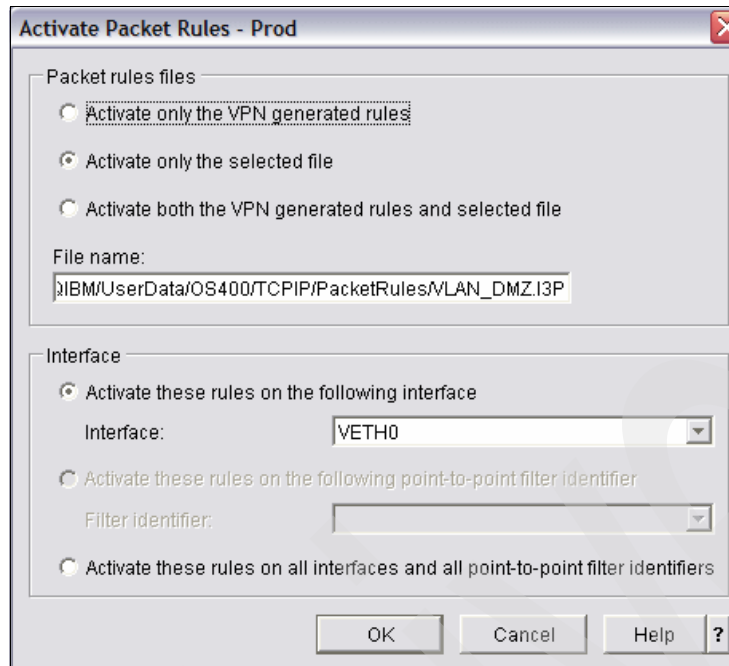 Activate Packet Rules - Prod
Packet rules files
Activate only the VPN generated rules
Activate only the selected file
Activate both the VPN generated rules and selected file
File name:
QIBM/UserData/OS400/TCPIP/PacketRules/VLAN_DMZ.I3P
Interface
Activate these rules on the following interface
Interface: VETH0
Activate these rules on the following point-to-point filter identifier
Filter identifier:
Activate these rules on all interfaces and all point-to-point filter identifiers
OK Cancel Help ?